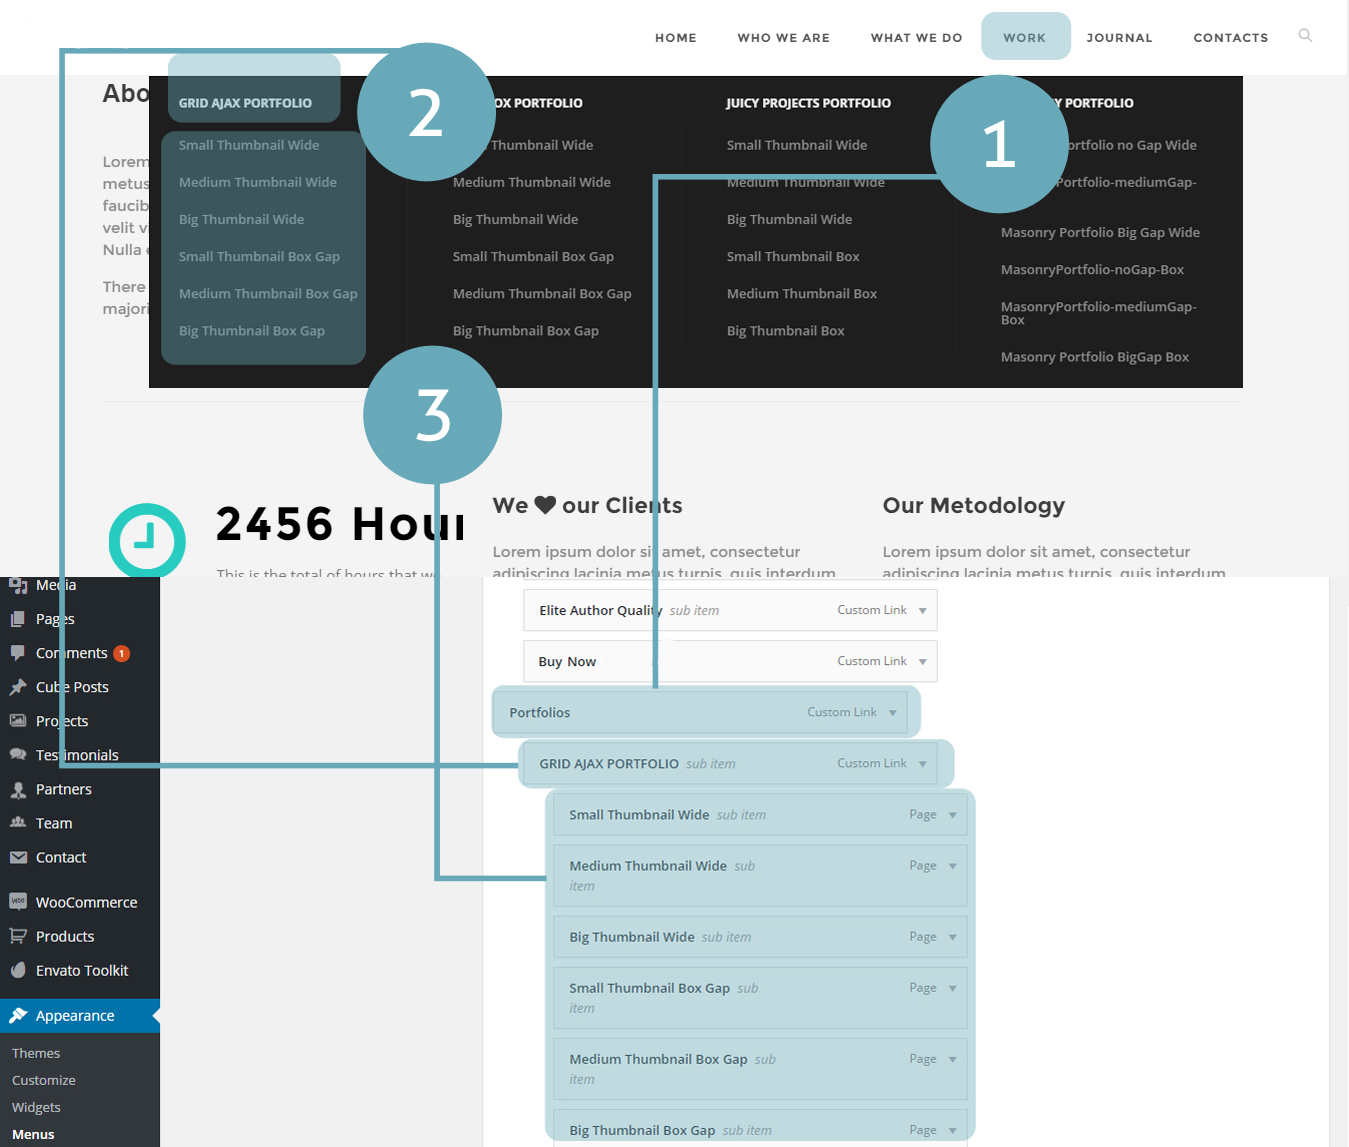 HOME WHO WE ARE WHAT WE DO WORK JOURNAL CONTACTS
Abo
Lorem
metus
faucib
velit v
Nulla
There
majori
GRID AJAX PORTFOLIO
Small Thumbnail Wide
Medium Thumbnail Wide
Big Thumbnail Wide
Small Thumbnail Box Gap
Medium Thumbnail Box Gap
Big Thumbnail Box Gap
2
OX PORTFOLIO
Thumbnail Wide
Medium Thumbnail Wide
Big Thumbnail Wide
Small Thumbnail Box Gap
Medium Thumbnail Box Gap
Big Thumbnail Box Gap
JUICY PROJECTS PORTFOLIO
Small Thumbnail Wide
Medium Thumbnail Wide
Big Thumbnail Wide
Small Thumbnail Box
Medium Thumbnail Box
Big Thumbnail Box
1
Y PORTFOLIO
ortfolio no Gap Wide
Portfolio-mediumGap-
Masonry Portfolio Big Gap Wide
MasonryPortfolio-noGap-Box
MasonryPortfolio-mediumGap-
Box
Masonry Portfolio BigGap Box
3
2456 Hour
This is the total of hours that we
We ♥ our Clients
Lorem ipsum dolor sit amet, consectetur
adipiscing lacinia metus turpis, quis interdum
Our Metodology
Lorem ipsum dolor sit amet, consectetur
adipiscing lacinia metus turpis, quis interdum
Media
Pages
Comments 1
Cube Posts
Projects
Testimonials
Partners
Team
Contact
WooCommerce
Products
Envato Toolkit
Appearance
Themes
Customize
Widgets
Menus
Elite Author Quality sub item Custom Link
Buy Now Custom Link
Portfolios Custom Link
GRID AJAX PORTFOLIO sub item Custom Link
Small Thumbnail Wide sub item Page
Medium Thumbnail Wide sub Page
item
Big Thumbnail Wide sub item Page
Small Thumbnail Box Gap sub Page
item
Medium Thumbnail Box Gap sub Page
item
Big Thumbnail Box Gap sub item Page